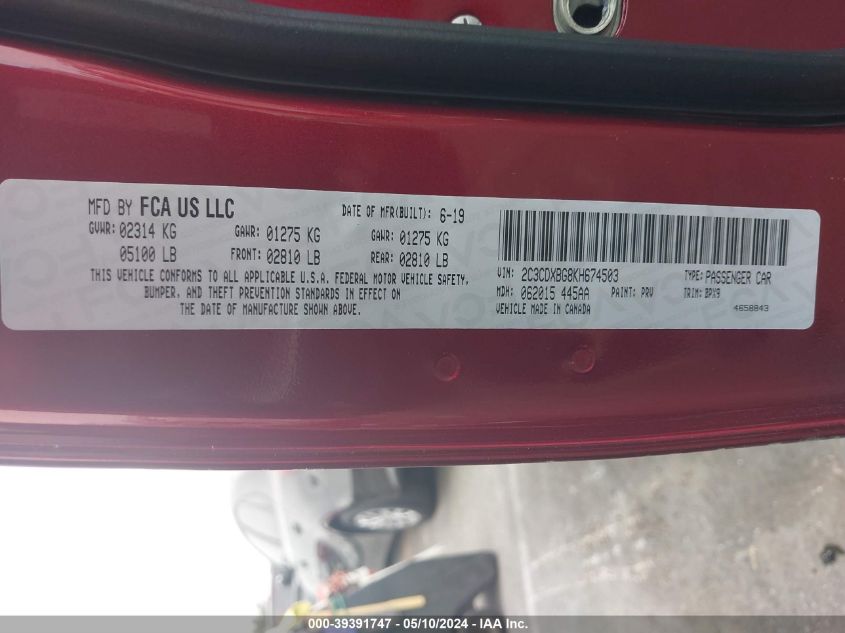 MFD BY FCA US LLC DATE OF MFR(BUILT): 6-19
GVWR: 02314 KG GAWR: 01275 KG GAWR: 01275 KG
05100 LB FRONT: 02810 LB REAR: 02810 LB
THIS VEHICLE CONFORMS TO ALL APPLICABLE U.S.A. FEDERAL MOTOR VEHICLE SAFETY,
BUMPER, AND THEFT PREVENTION STANDARDS IN EFFECT ON
THE DATE OF MANUFACTURE SHOWN ABOVE.
VIN: 2C3CDXBG8KH674503 TYPE: PASSENGER CAR
MDH: 062015 445AA PAINT: PRV TRIM: BPX9
VEHICLE MADE IN CANADA 4658843
000-39391747 - 05/10/2024 - IAA Inc.